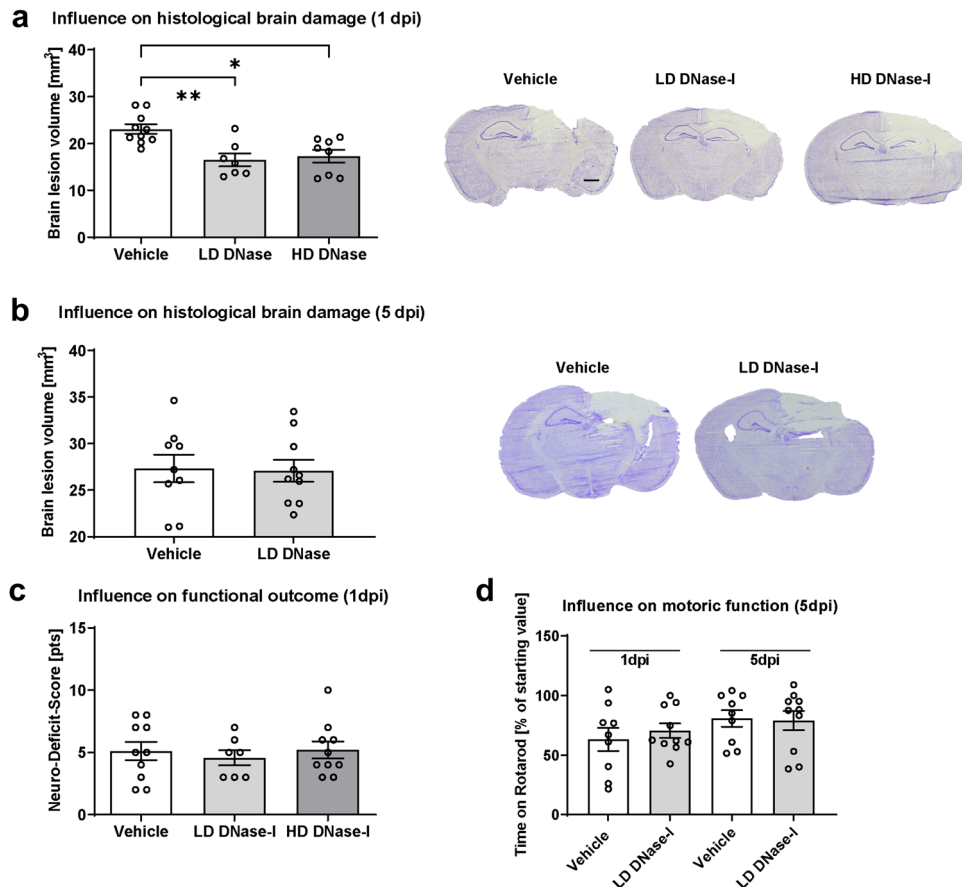 a
Influence on histological brain damage (1 dpi)
Brain lesion volume [mm³]
40
30
20
10
0
*
**
Vehicle
LD DNase
HD DNase
Vehicle
LD DNase-I
HD DNase-I
b
Influence on histological brain damage (5 dpi)
Brain lesion volume [mm³]
40
35
30
25
20
Vehicle
LD DNase
Vehicle
LD DNase-I
c
Influence on functional outcome (1dpi)
Neuro-Deficit-Score [pts]
15
10
5
0
Vehicle
LD DNase-I
HD DNase-I
d
Influence on motoric function (5dpi)
Time on Rotarod [% of starting value]
150
100
50
0
1dpi
5dpi
Vehicle
LD DNase-I
Vehicle
LD DNase-I